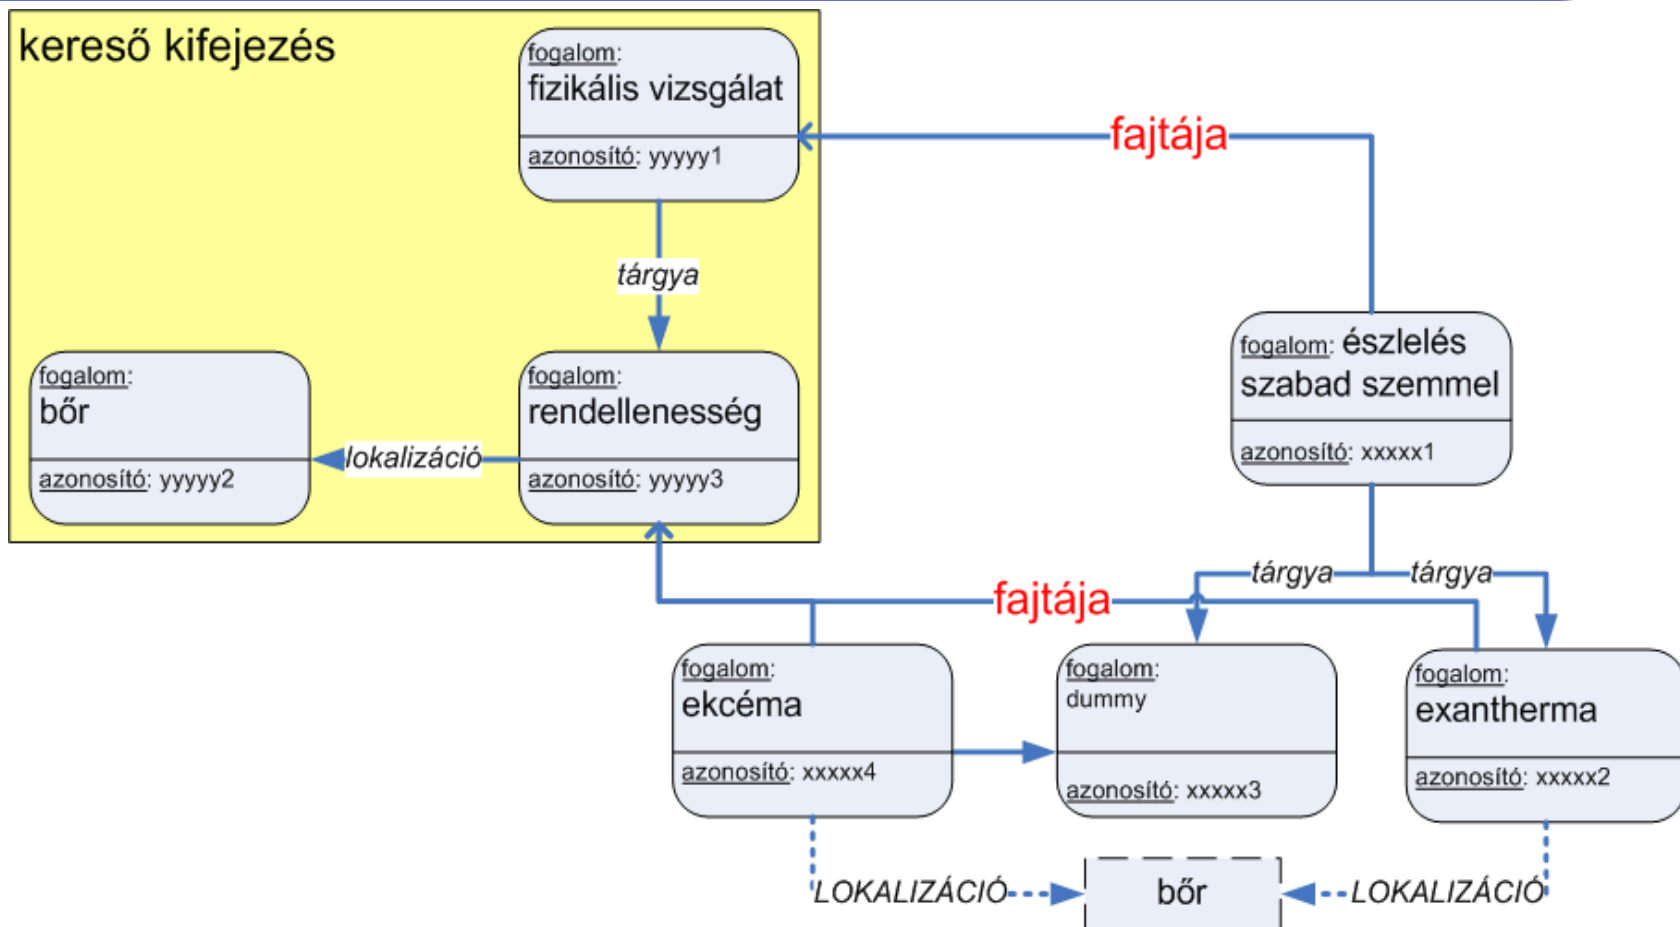 kereső kifejezés
fogalom:
fizikális vizsgálat
azonosító: yyyyy1
fajtája
tárgya
fogalom:
bőr
azonosító: yyyyy2
lokalizáció
fogalom:
rendellenesség
azonosító: yyyyy3
fogalom: észlelés
szabad szemmel
azonosító: xxxxx1
tárgya
tárgya
fajtája
fogalom:
ekcéma
azonosító: xxxxx4
fogalom:
dummy
azonosító: xxxxx3
fogalom:
exantherma
azonosító: xxxxx2
LOKALIZÁCIÓ
bőr
LOKALIZÁCIÓ